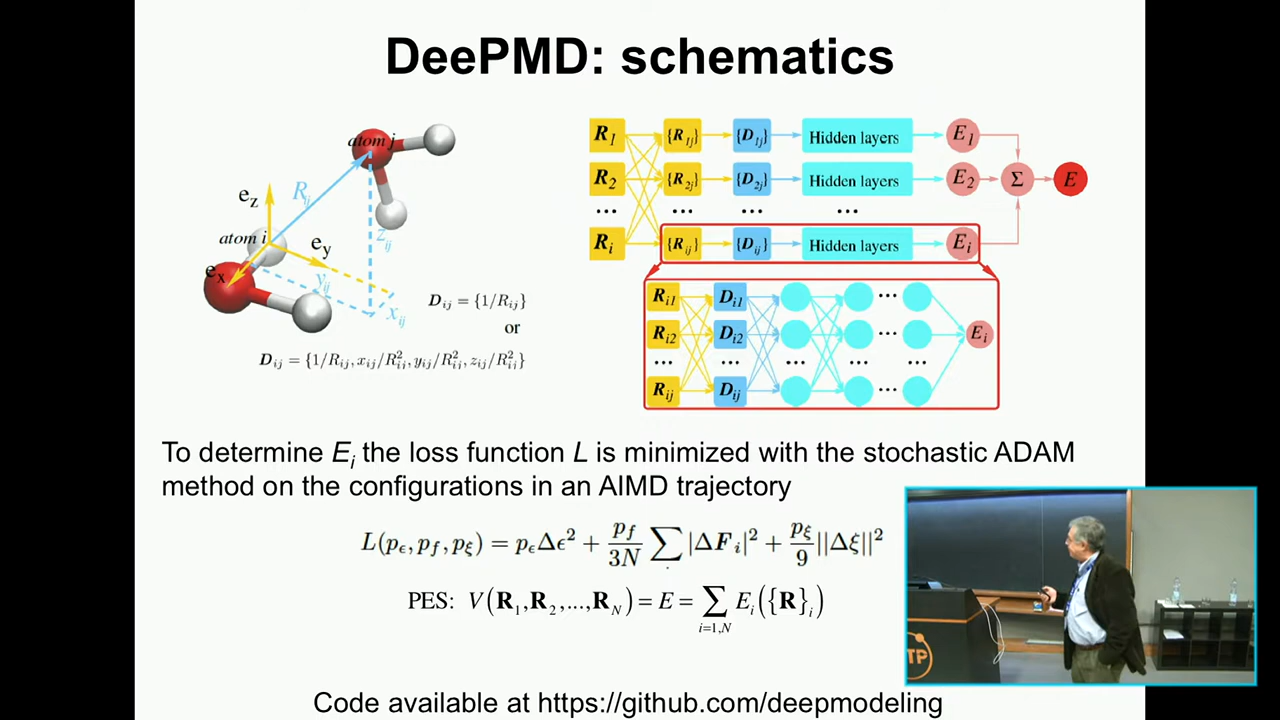 DeePMD: schematics
atom j
e_z
R_ij
atom i
e_y
z_ij
e_x
y_ij
x_ij
D_ij = {1/R_ij}
or
D_ij = {1/R_ij, x_ij/R²_ij, y_ij/R²_ij, z_ij/R²_ij}
R_1 {R_1j} {D_1j} Hidden layers E_1
R_2 {R_2j} {D_2j} Hidden layers E_2 Σ E
... ... ... ...
R_i {R_ij} {D_ij} Hidden layers E_i
R_i1 D_i1 ...
R_i2 D_i2 ... E_i
... ... ... ... ...
R_ij D_ij ...
To determine E_i the loss function L is minimized with the stochastic ADAM
method on the configurations in an AIMD trajectory
L(p_ϵ, p_f, p_ξ) = p_ϵΔϵ² + p_f/3N ∑ |ΔF_i|² + p_ξ/9 ||Δξ||²
PES: V(R_1,R_2,...,R_N) = E = ∑_{i=1,N} E_i({R}_i)
TP
Code available at https://github.com/deepmodeling